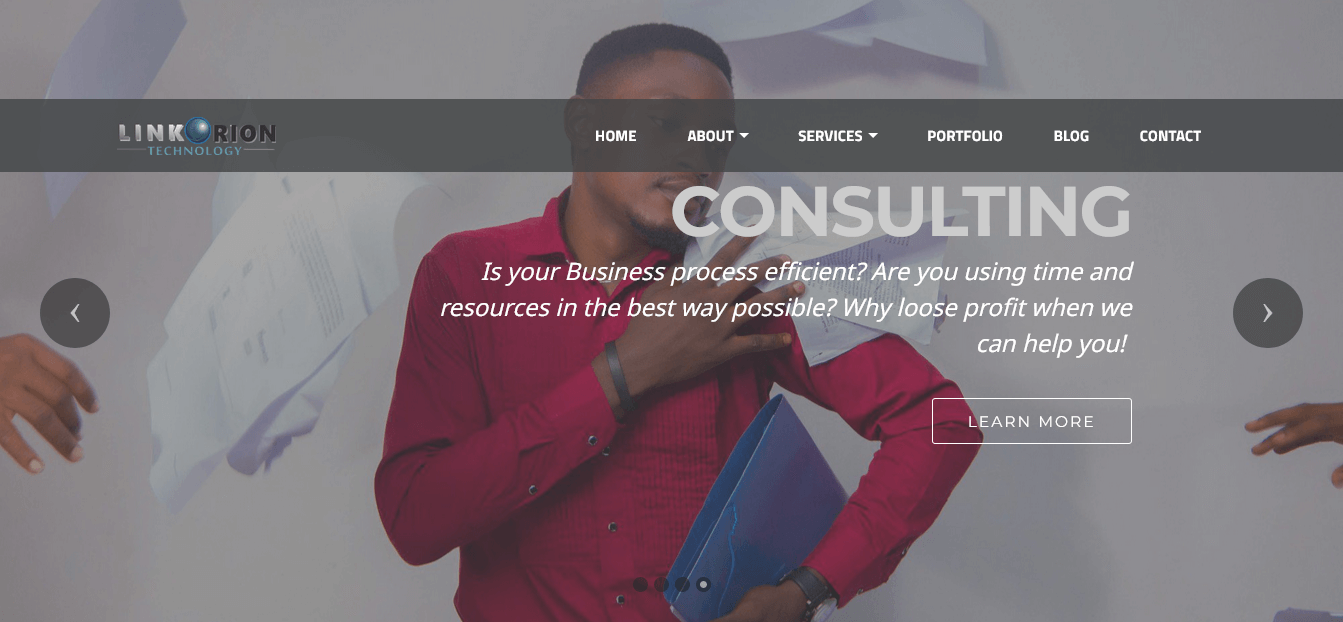 LINKORION
TECHNOLOGY
HOME
ABOUT
SERVICES
PORTFOLIO
BLOG
CONTACT
CONSULTING
Is your Business process efficient? Are you using time and
resources in the best way possible? Why loose profit when we
can help you!
LEARN MORE